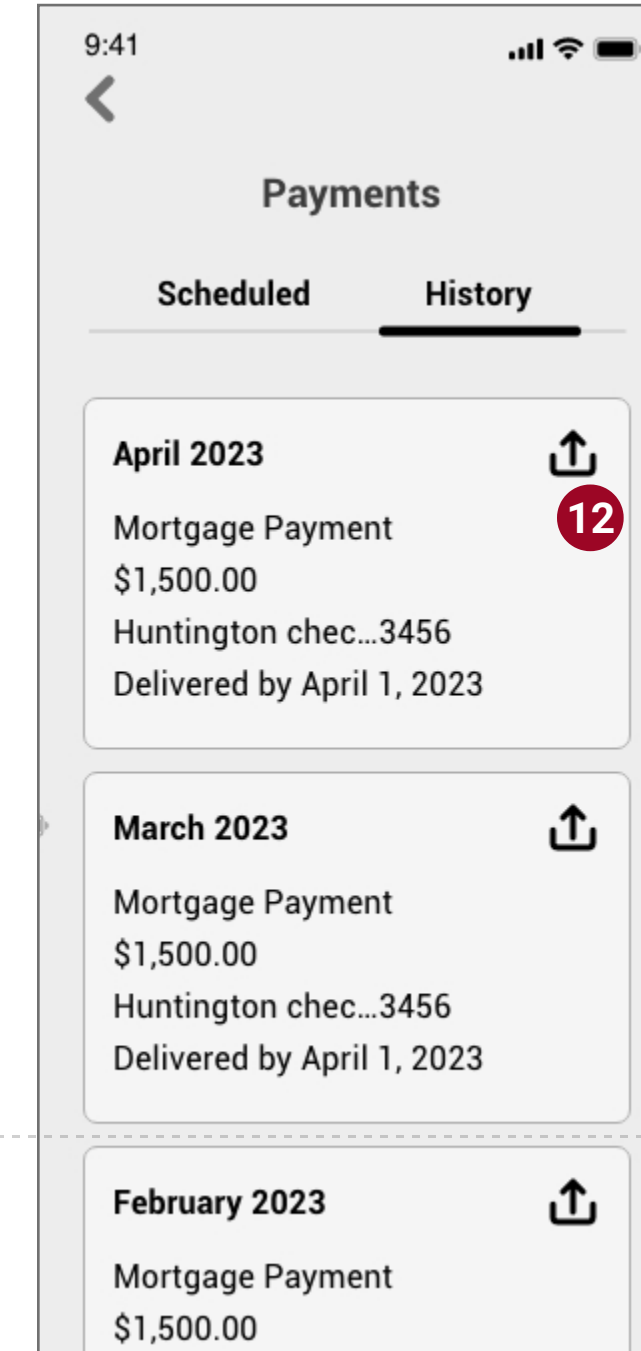 9:41
Payments
Scheduled History
April 2023
12
Mortgage Payment
$1,500.00
Huntington chec...3456
Delivered by April 1, 2023
March 2023
Mortgage Payment
$1,500.00
Huntington chec...3456
Delivered by April 1, 2023
February 2023
Mortgage Payment
$1,500.00